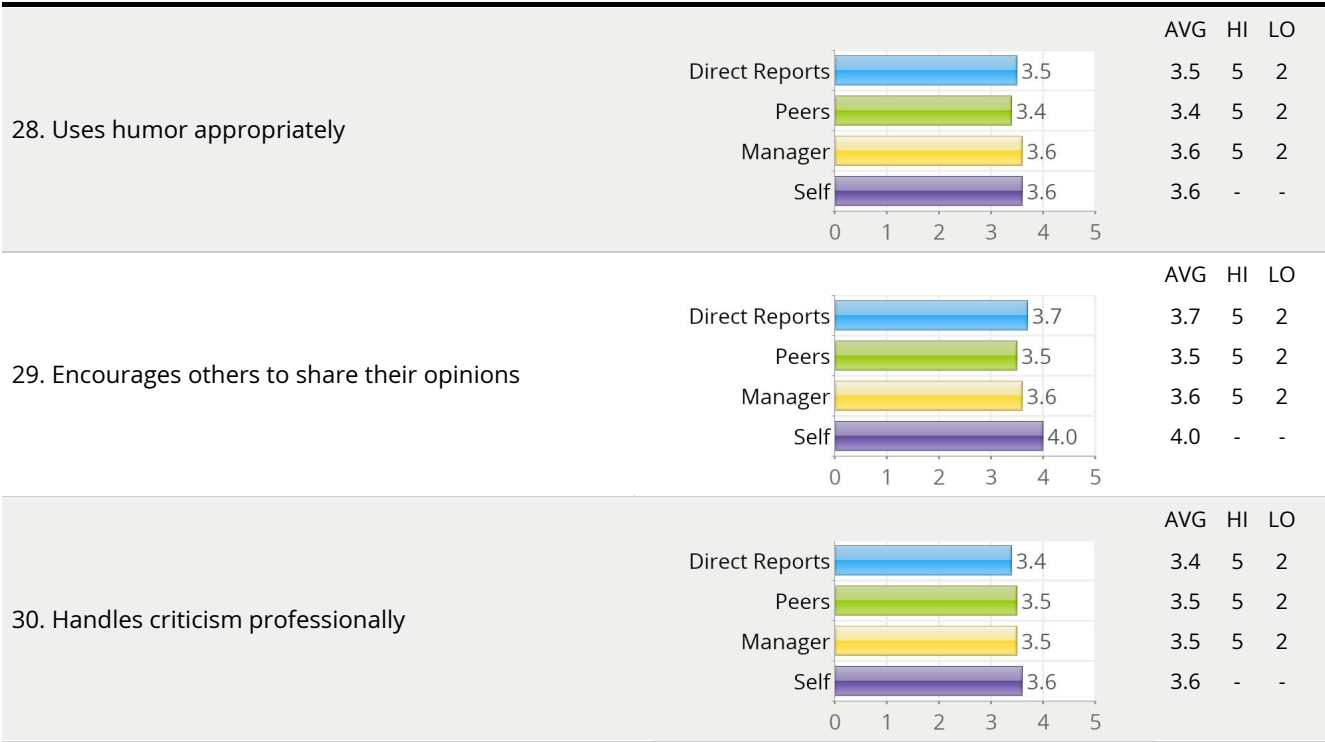 AVG HI LO
28. Uses humor appropriately
Direct Reports 3.5 3.5 5 2
Peers 3.4 3.4 5 2
Manager 3.6 3.6 5 2
Self 3.6 3.6 - -
0 1 2 3 4 5
AVG HI LO
29. Encourages others to share their opinions
Direct Reports 3.7 3.7 5 2
Peers 3.5 3.5 5 2
Manager 3.6 3.6 5 2
Self 4.0 4.0 - -
0 1 2 3 4 5
AVG HI LO
30. Handles criticism professionally
Direct Reports 3.4 3.4 5 2
Peers 3.5 3.5 5 2
Manager 3.5 3.5 5 2
Self 3.6 3.6 - -
0 1 2 3 4 5